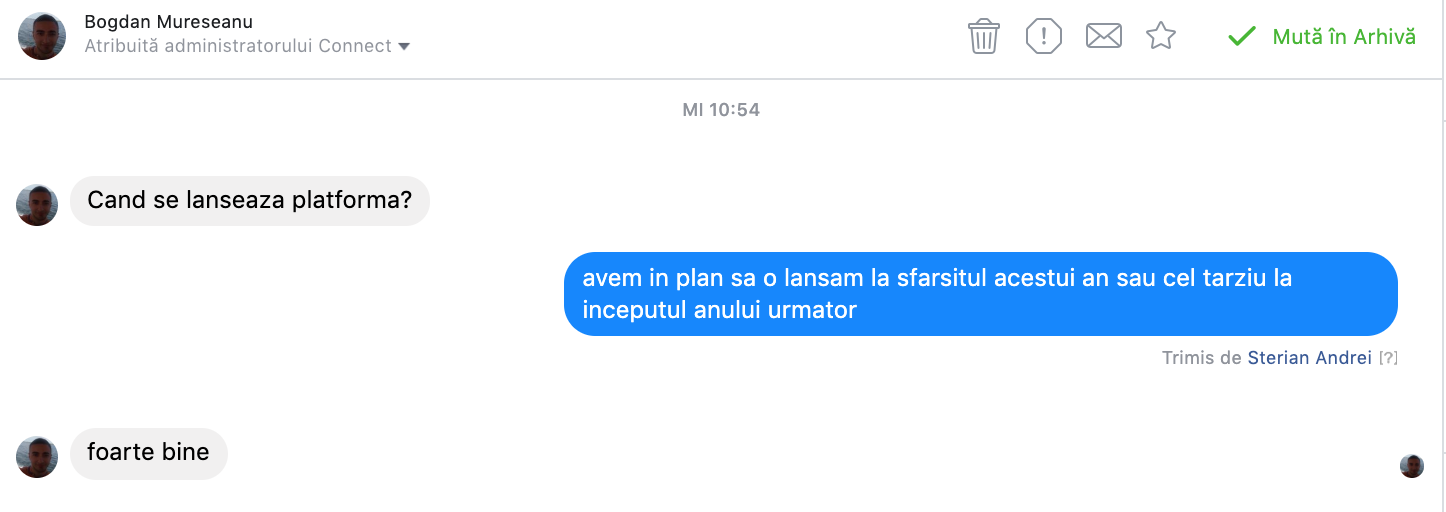 Bogdan Mureseanu
Atribuită administratorului Connect
Mută în Arhivă
MI 10:54
Cand se lanseaza platforma?
avem in plan sa o lansam la sfarsitul acestui an sau cel tarziu la
inceputul anului urmator
Trimis de Sterian Andrei [?]
foarte bine